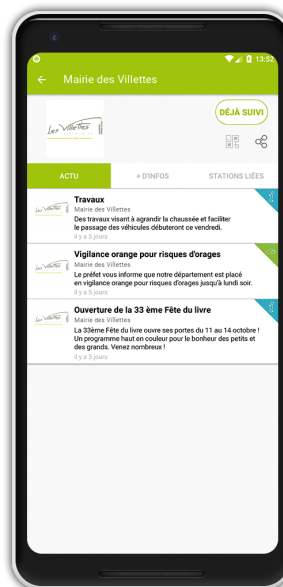 13:52
Mairie des Villettes
Les Villettes
DÉJÀ SUIVI
ACTU
+ D'INFOS
STATIONS LIÉES
Travaux
Mairie des Villettes
Des travaux visant à agrandir la chaussée et faciliter
le passage des véhicules débuteront ce vendredi.
il y a 5 jours
Vigilance orange pour risques d'orages
Mairie des Villettes
Le préfet vous informe que notre département est placé
en vigilance orange pour risques d'orages jusqu'à lundi soir.
il y a 5 jours
Ouverture de la 33 ème Fête du livre
Mairie des Villettes
La 33ème Fête du livre ouvre ses portes du 11 au 14 octobre !
Un programme haut en couleur pour le bonheur des petits et
des grands. Venez nombreux !
il y a 5 jours